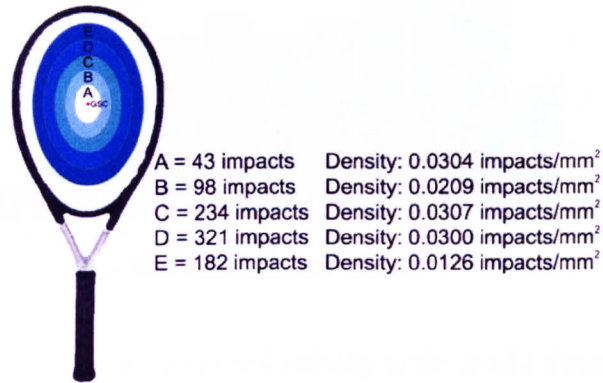 E
D
C
B
A
GSC
A = 43 impacts Density: 0.0304 impacts/mm²
B = 98 impacts Density: 0.0209 impacts/mm²
C = 234 impacts Density: 0.0307 impacts/mm²
D = 321 impacts Density: 0.0300 impacts/mm²
E = 182 impacts Density: 0.0126 impacts/mm²